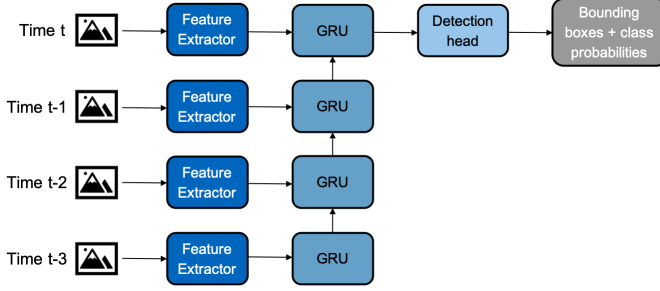 Time t
Feature
Extractor
GRU
Detection
head
Bounding
boxes + class
probabilities
Time t-1
Feature
Extractor
GRU
Time t-2
Feature
Extractor
GRU
Time t-3
Feature
Extractor
GRU